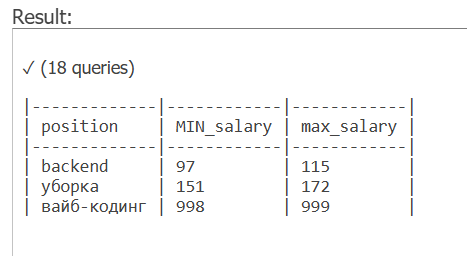 Result:
✓ (18 queries)
|-------------|------------|------------|
| position    | MIN_salary | max_salary |
|-------------|------------|------------|
| backend     | 97         | 115        |
| уборка      | 151        | 172        |
| вайб-кодинг | 998        | 999        |